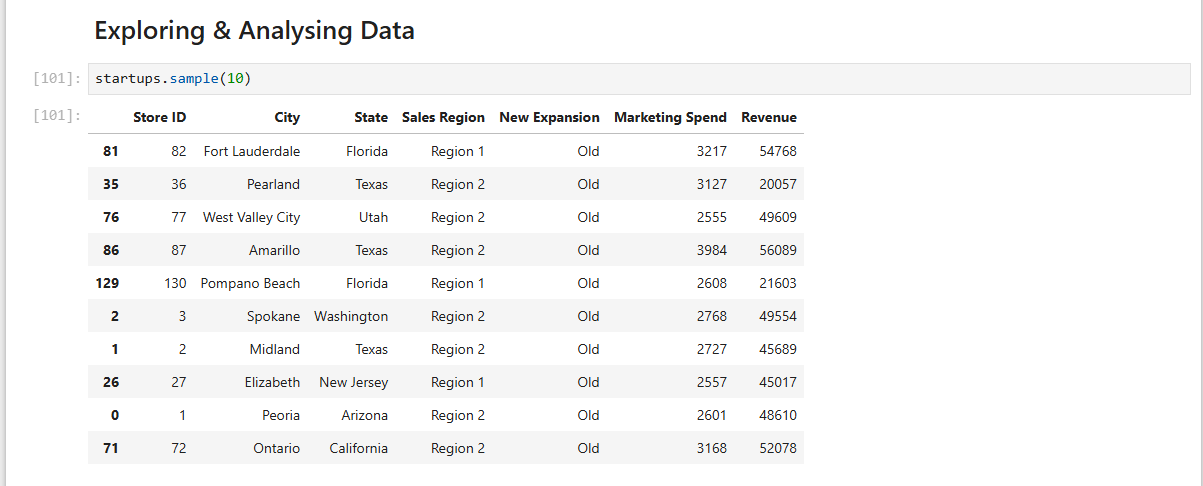 Exploring & Analysing Data
[101]: startups.sample(10)
[101]:
Store ID City State Sales Region New Expansion Marketing Spend Revenue
81 82 Fort Lauderdale Florida Region 1 Old 3217 54768
35 36 Pearland Texas Region 2 Old 3127 20057
76 77 West Valley City Utah Region 2 Old 2555 49609
86 87 Amarillo Texas Region 2 Old 3984 56089
129 130 Pompano Beach Florida Region 1 Old 2608 21603
2 3 Spokane Washington Region 2 Old 2768 49554
1 2 Midland Texas Region 2 Old 2727 45689
26 27 Elizabeth New Jersey Region 1 Old 2557 45017
0 1 Peoria Arizona Region 2 Old 2601 48610
71 72 Ontario California Region 2 Old 3168 52078